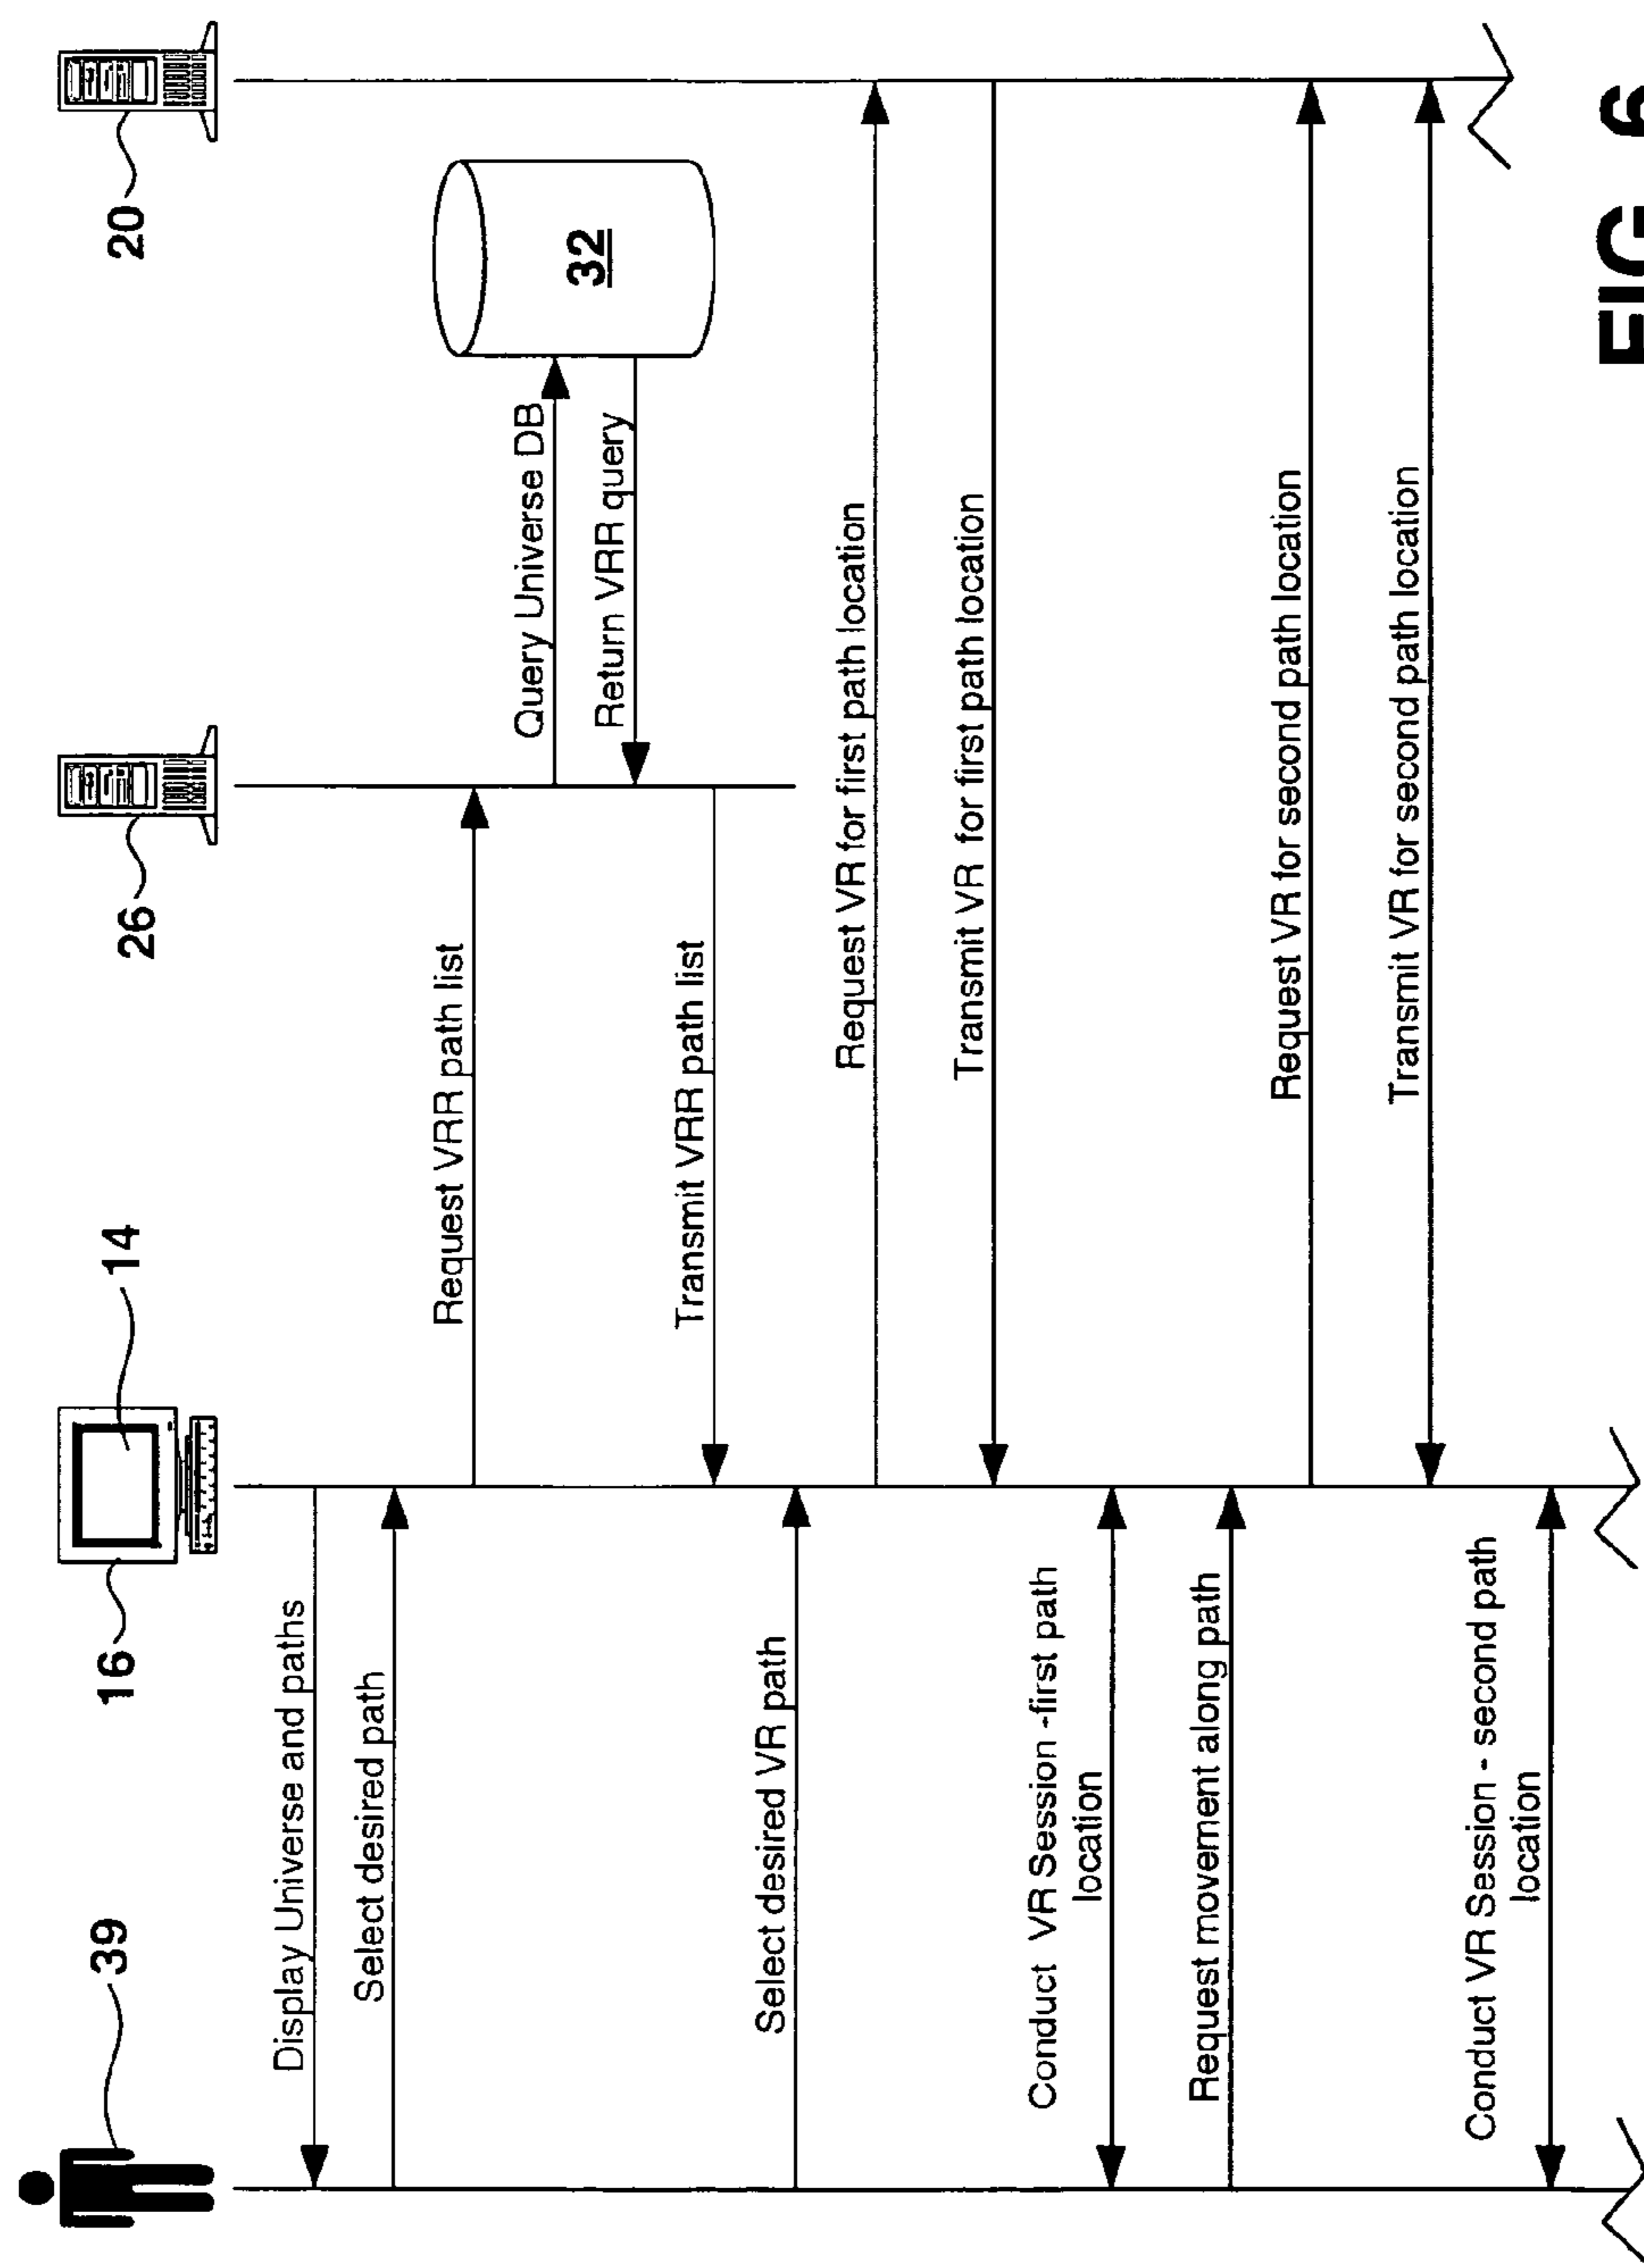 39
16
14
26
20
Display Universe and paths
Select desired path
Request VRR path list
Query Universe DB
Return VRR query
32
Transmit VRR path list
Select desired VR path
Request VR for first path location
Transmit VR for first path location
Conduct VR Session -first path
location
Request movement along path
Request VR for second path location
Transmit VR for second path location
Conduct VR Session - second path
location
FIG. 6